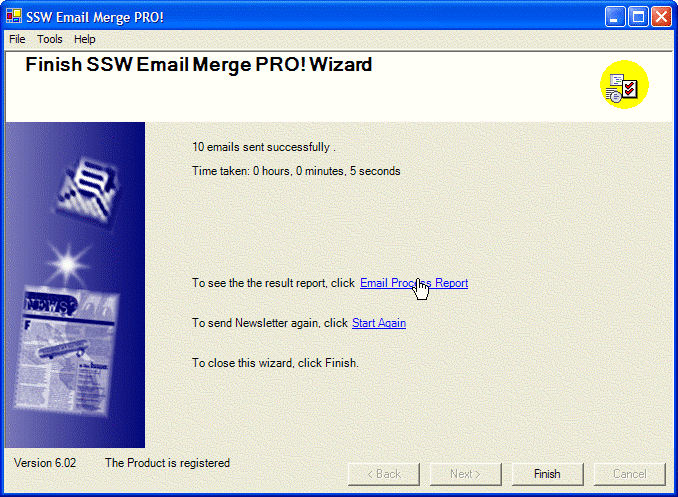 SSW Email Merge PRO!
File Tools Help
Finish SSW Email Merge PRO! Wizard
10 emails sent successfully .
Time taken: 0 hours, 0 minutes, 5 seconds
NEWS
To see the the result report, click Email Process Report
To send Newsletter again, click Start Again
To close this wizard, click Finish.
Version 6.02 The Product is registered
< Back Next > Finish Cancel